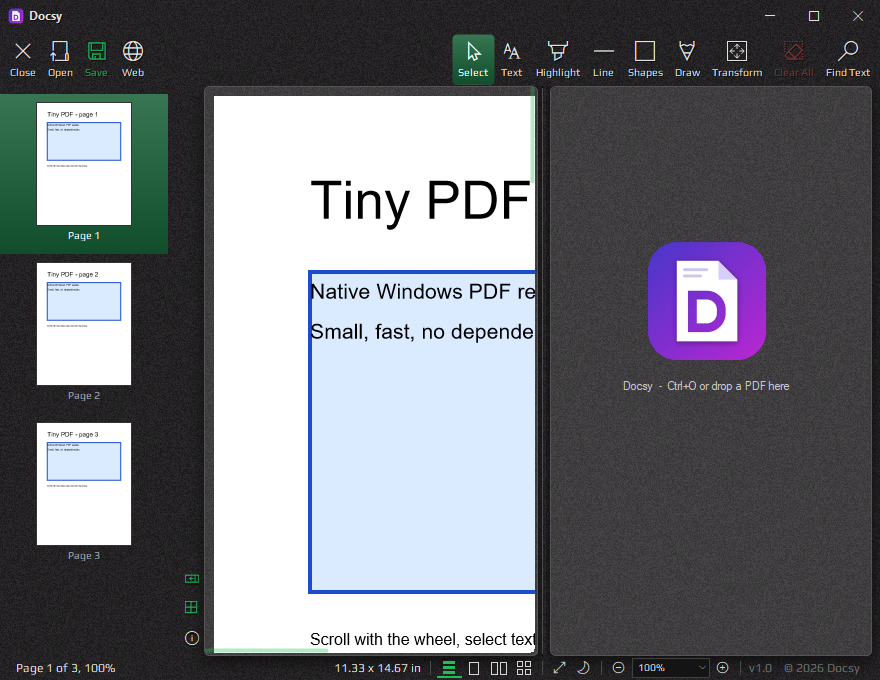 Docsy
Close
Open
Save
Web
Select
Text
Highlight
Line
Shapes
Draw
Transform
Clear All
Find Text
Tiny PDF - page 1
Page 1
Tiny PDF - page 2
Page 2
Tiny PDF - page 3
Page 3
Tiny PDF
Native Windows PDF re
Small, fast, no depende
Scroll with the wheel, select text
D
Docsy - Ctrl+O or drop a PDF here
Page 1 of 3, 100%
11.33 x 14.67 in
100%
v1.0
© 2026 Docsy